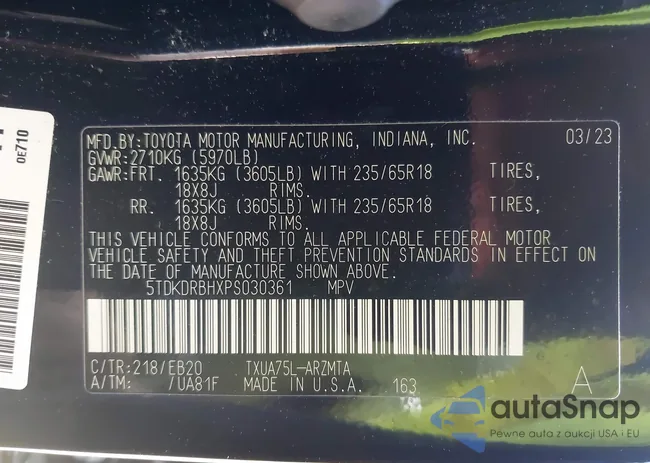 MFD.BY:TOYOTA MOTOR MANUFACTURING, INDIANA, INC. 03/23
GVWR:2710KG (5970LB)
GAWR:FRT. 1635KG (3605LB) WITH 235/65R18 TIRES,
18X8J RIMS.
RR. 1635KG (3605LB) WITH 235/65R18 TIRES,
18X8J RIMS.
THIS VEHICLE CONFORMS TO ALL APPLICABLE FEDERAL MOTOR
VEHICLE SAFETY AND THEFT PREVENTION STANDARDS IN EFFECT ON
THE DATE OF MANUFACTURE SHOWN ABOVE.
5TDKDRBHXPS030361 MPV
C/TR:218/EB20 TXUA75L-ARZMTA
A/TM: /UA81F MADE IN U.S.A. 163 A
0E710
autaSnap
Pewne auta z aukcji USA i EU